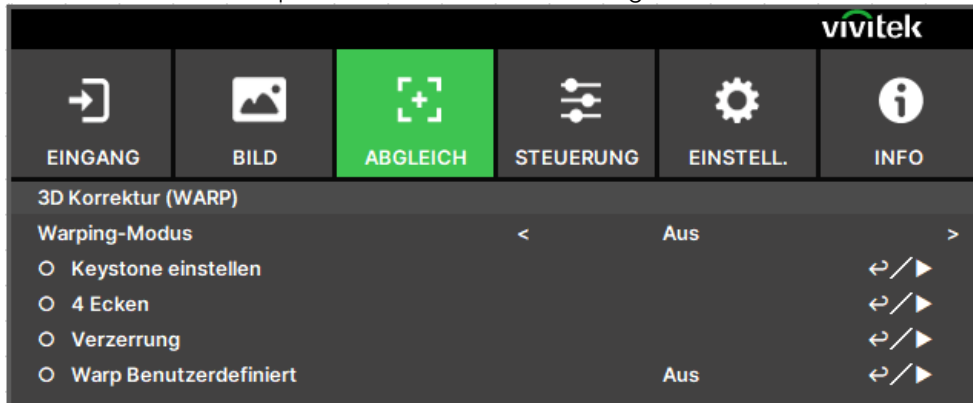 vivitek
EINGANG BILD ABGLEICH STEUERUNG EINSTELL. INFO
3D Korrektur (WARP)
Warping-Modus < Aus >
Keystone einstellen
4 Ecken
Verzerrung
Warp Benutzerdefiniert Aus